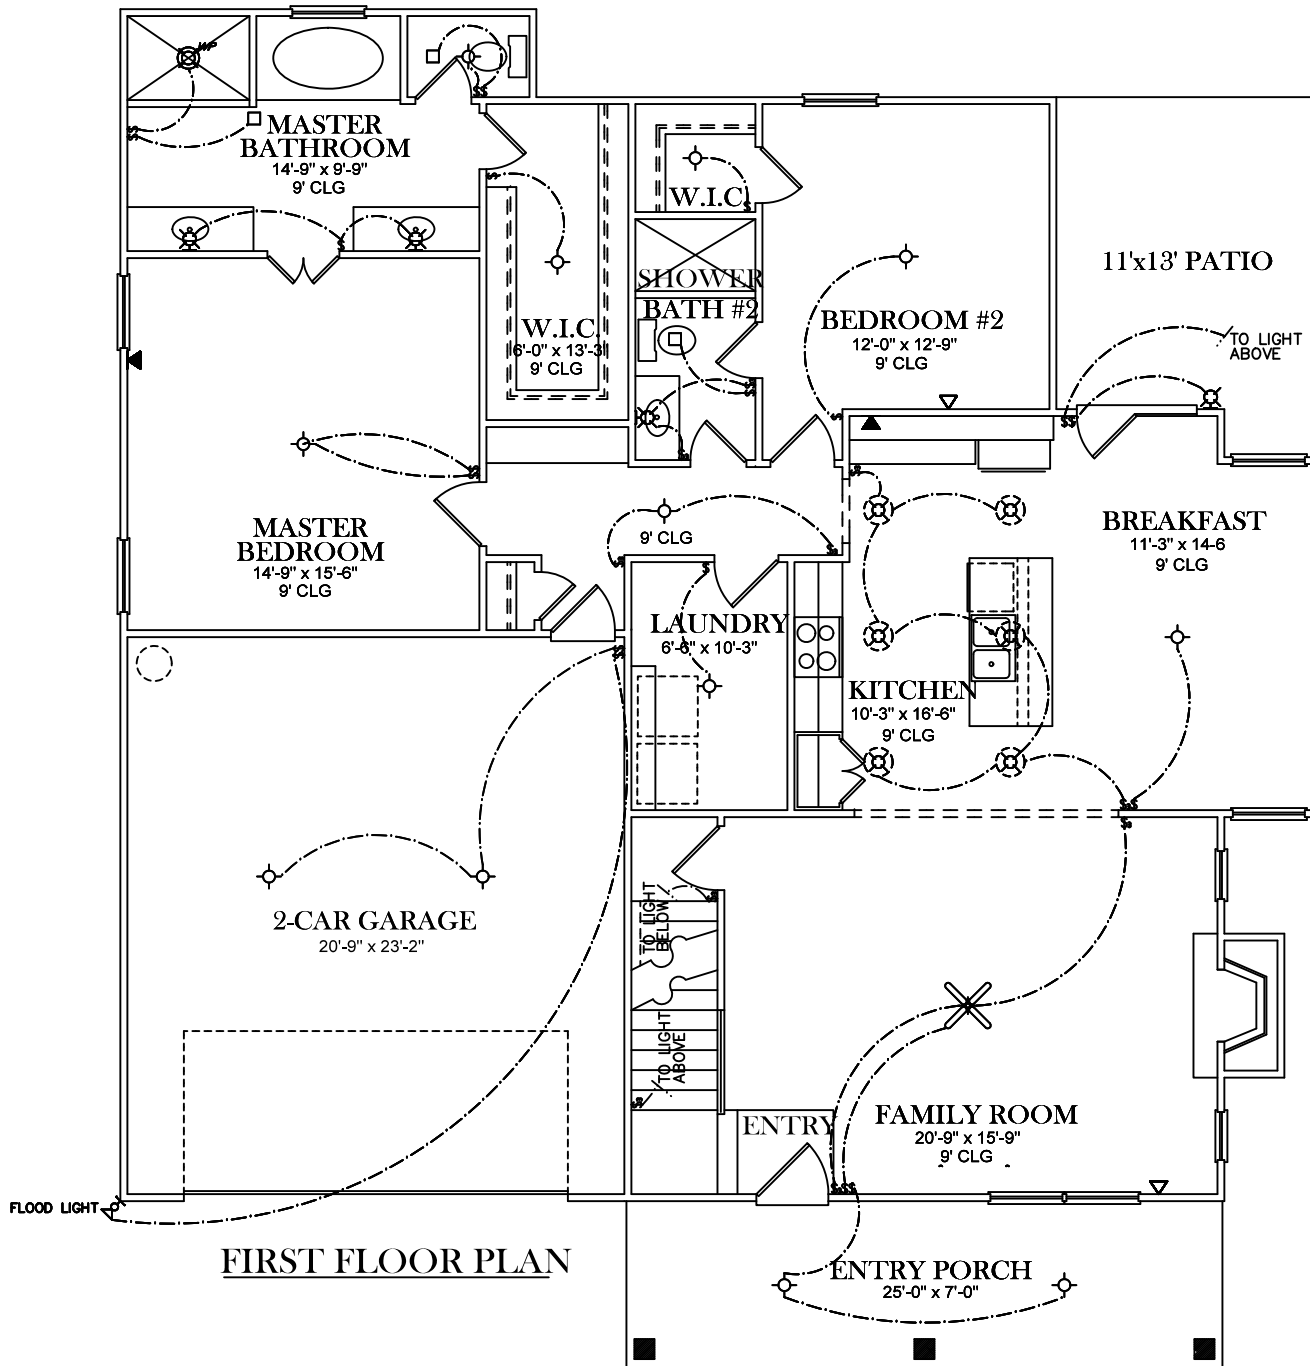 WP
MASTER
BATHROOM
14'-9" x 9'-9"
9' CLG
W.I.C.
6'-0" x 13'-3"
9' CLG
W.I.C.
SHOWER
BATH #2
BEDROOM #2
12'-0" x 12'-9"
9' CLG
11'x13' PATIO
TO LIGHT
ABOVE
MASTER
BEDROOM
14'-9" x 15'-6"
9' CLG
9' CLG
BREAKFAST
11'-3" x 14-6
9' CLG
LAUNDRY
6'-6" x 10'-3"
KITCHEN
10'-3" x 16'-6"
9' CLG
2-CAR GARAGE
20'-9" x 23'-2"
TO LIGHT
BELOW
TO LIGHT
ABOVE
ENTRY
FAMILY ROOM
20'-9" x 15'-9"
9' CLG
FLOOD LIGHT
FIRST FLOOR PLAN
ENTRY PORCH
25'-0" x 7'-0"